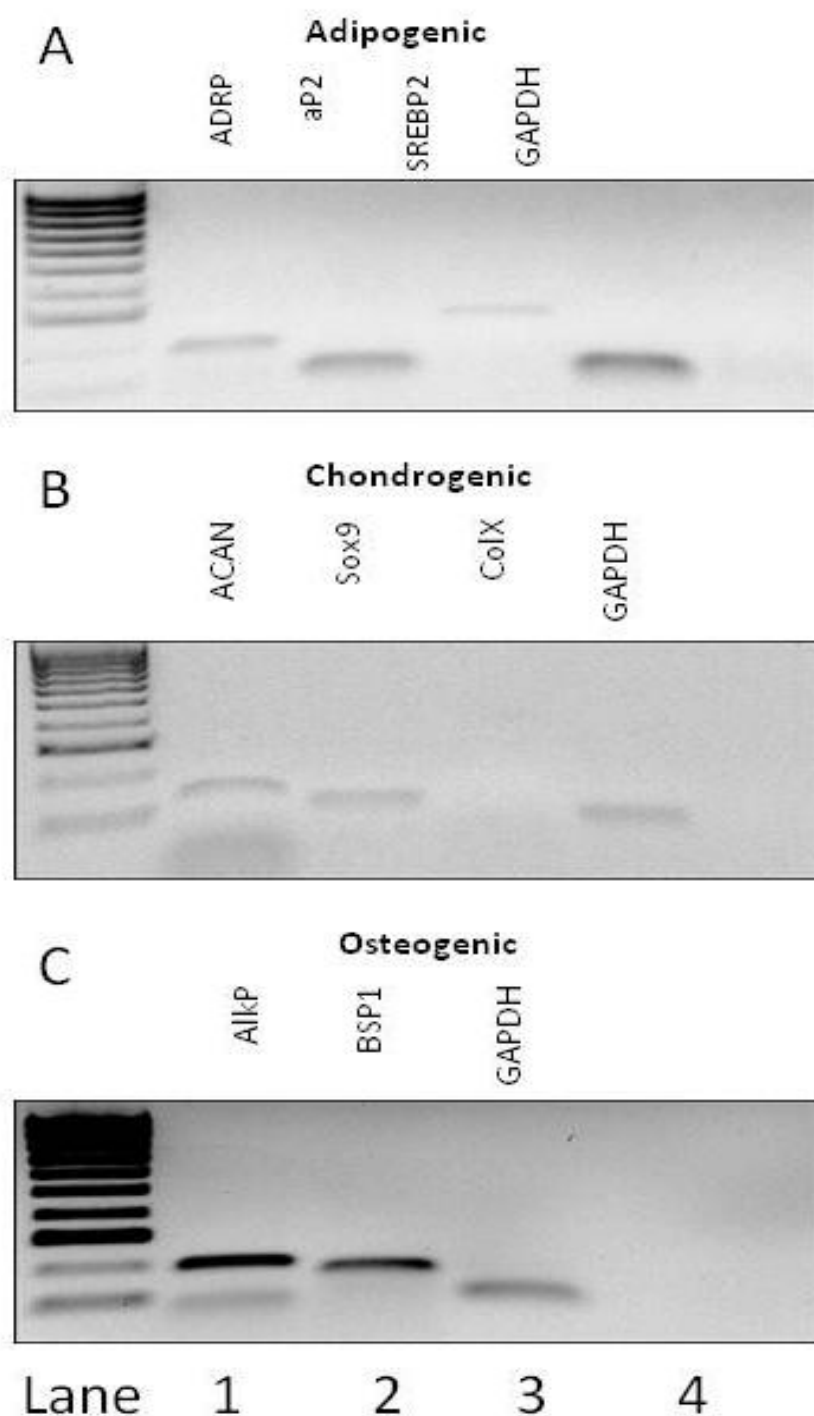 A
Adipogenic
ADRP aP2 SREBP2 GAPDH
B
Chondrogenic
ACAN Sox9 ColX GAPDH
C
Osteogenic
AlkP BSP1 GAPDH
Lane 1 2 3 4